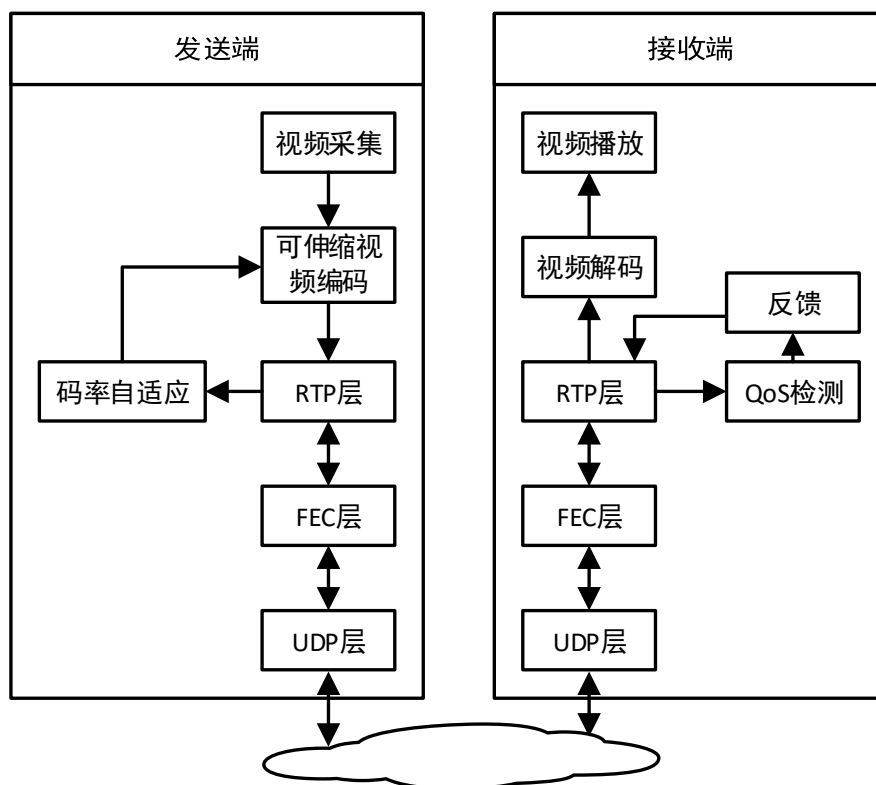 发送端
视频采集
可伸缩视
频编码
码率自适应
RTP层
FEC层
UDP层
接收端
视频播放
视频解码
反馈
RTP层
QoS检测
FEC层
UDP层